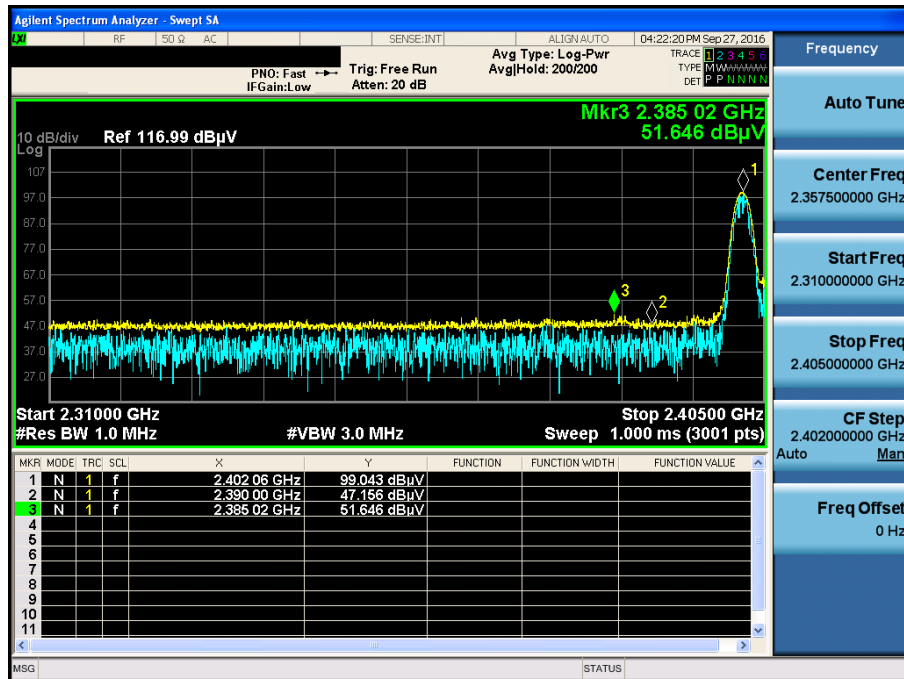 Agilent Spectrum Analyzer - Swept SA
LXI RF 50 Ω AC SENSE:INT ALIGN AUTO 04:22:20 PM Sep 27, 2016
PNO: Fast Trig: Free Run Avg Type: Log-Pwr TRACE 1 2 3 4 5 6
IFGain:Low Atten: 20 dB Avg|Hold: 200/200 TYPE MWWWWW
DET P P N N N N
Mkr3 2.385 02 GHz
51.646 dBµV
10 dB/div Ref 116.99 dBµV
Log
107
97.0
87.0
77.0
67.0
57.0
47.0
37.0
27.0
1
2
3
Start 2.31000 GHz Stop 2.40500 GHz
#Res BW 1.0 MHz #VBW 3.0 MHz Sweep 1.000 ms (3001 pts)
MKR MODE TRC SCL X Y FUNCTION FUNCTION WIDTH FUNCTION VALUE
1 N 1 f 2.402 06 GHz 99.043 dBµV
2 N 1 f 2.390 00 GHz 47.156 dBµV
3 N 1 f 2.385 02 GHz 51.646 dBµV
4
5
6
7
8
9
10
11
MSG STATUS
Frequency
Auto Tune
Center Freq
2.357500000 GHz
Start Freq
2.310000000 GHz
Stop Freq
2.405000000 GHz
CF Step
2.402000000 GHz
Auto Man
Freq Offset
0 Hz